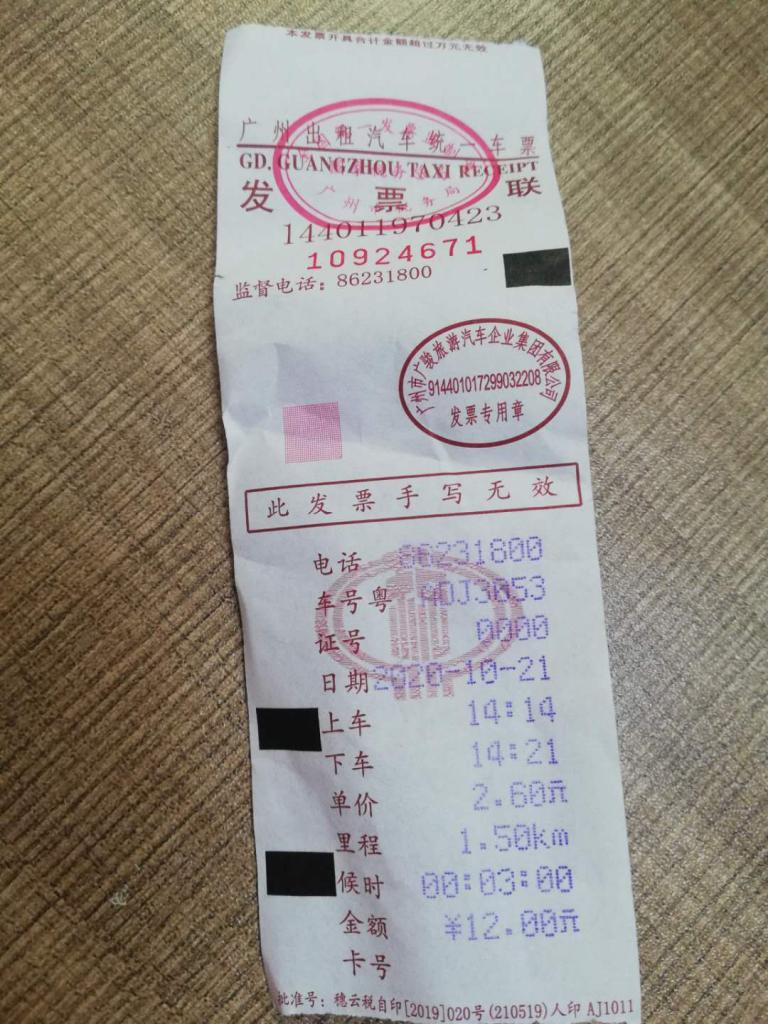 本发票开具合计金额超过万元无效
广州出租汽车统一车票
GD. GUANGZHOU TAXI RECEIPT
发票联
广州 税务局
144011970423
10924671
监督电话：86231800
广州市广骏旅游汽车企业集团有限公司
914401017299032208
发票专用章
此发票手写无效
电话 86231800
车号粤 ADJ3053
证号 0000
日期 2020-10-21
上车 14:14
下车 14:21
单价 2.60元
里程 1.50km
候时 00:03:00
金额 ¥12.00元
卡号
批准号：穗云税自印[2019]020号(210519)人印 AJ1011